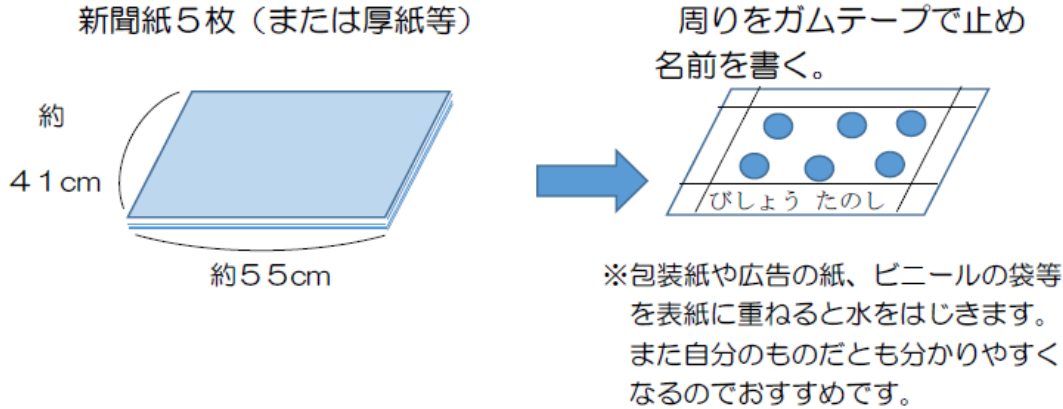 新聞紙５枚（または厚紙等）
約
４１cm
約５５cm
周りをガムテープで止め
名前を書く。
びしょう たのし
※包装紙や広告の紙、ビニールの袋等
を表紙に重ねると水をはじきます。
また自分のものだとも分かりやすく
なるのでおすすめです。